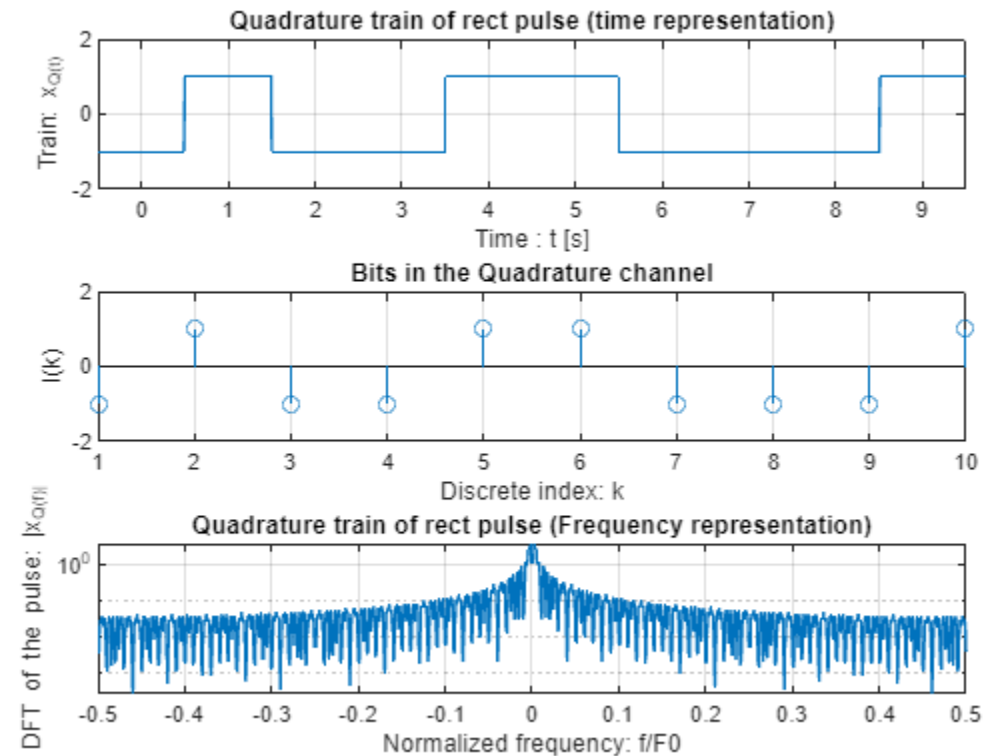 Quadrature train of rect pulse (time representation)
Train: x_Q(t)
2
0
-2
0 1 2 3 4 5 6 7 8 9
Time : t [s]
Bits in the Quadrature channel
I(k)
2
0
-2
1 2 3 4 5 6 7 8 9 10
Discrete index: k
Quadrature train of rect pulse (Frequency representation)
DFT of the pulse: |x_Q(f)|
10^0
-0.5 -0.4 -0.3 -0.2 -0.1 0 0.1 0.2 0.3 0.4 0.5
Normalized frequency: f/F0